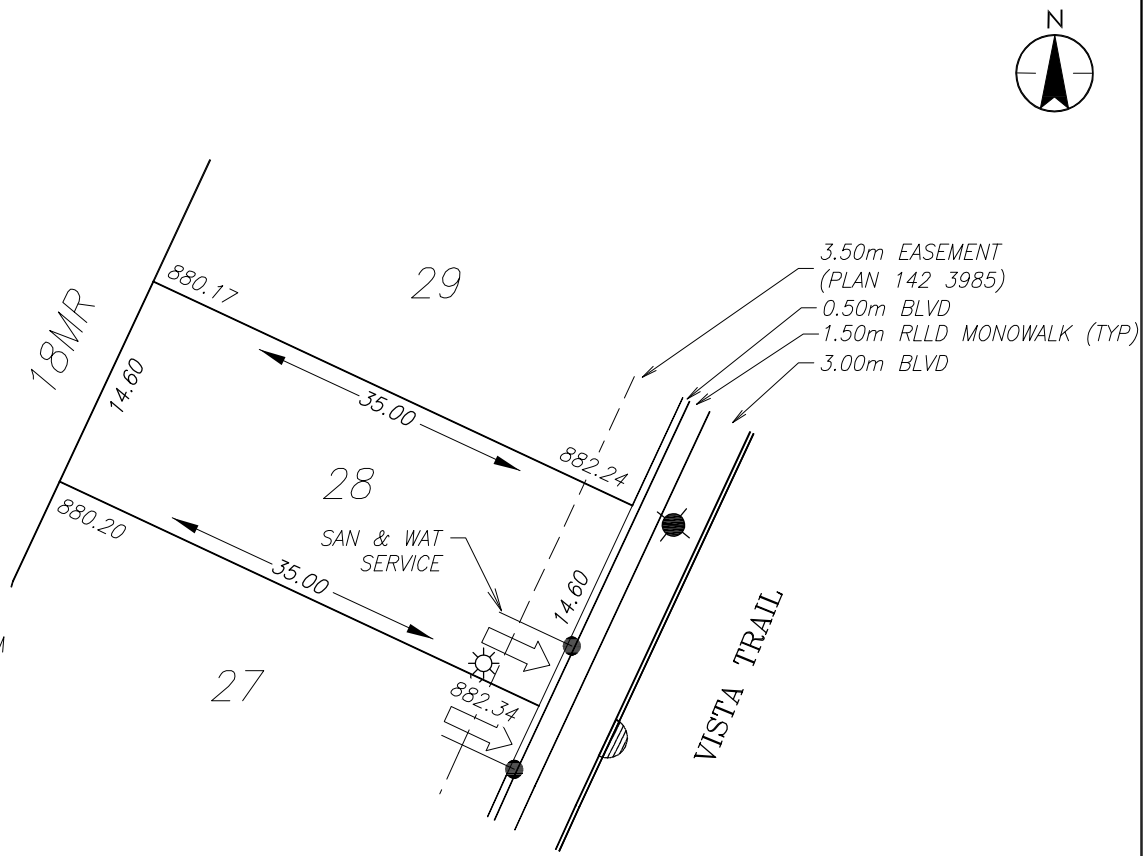 N
3.50m EASEMENT
(PLAN 142 3985)
0.50m BLVD
1.50m RLLD MONOWALK (TYP)
3.00m BLVD
29
880.17
18MR
14.60
35.00
882.24
28
880.20
SAN & WAT
SERVICE
35.00
14.60
27
882.34
VISTA TRAIL